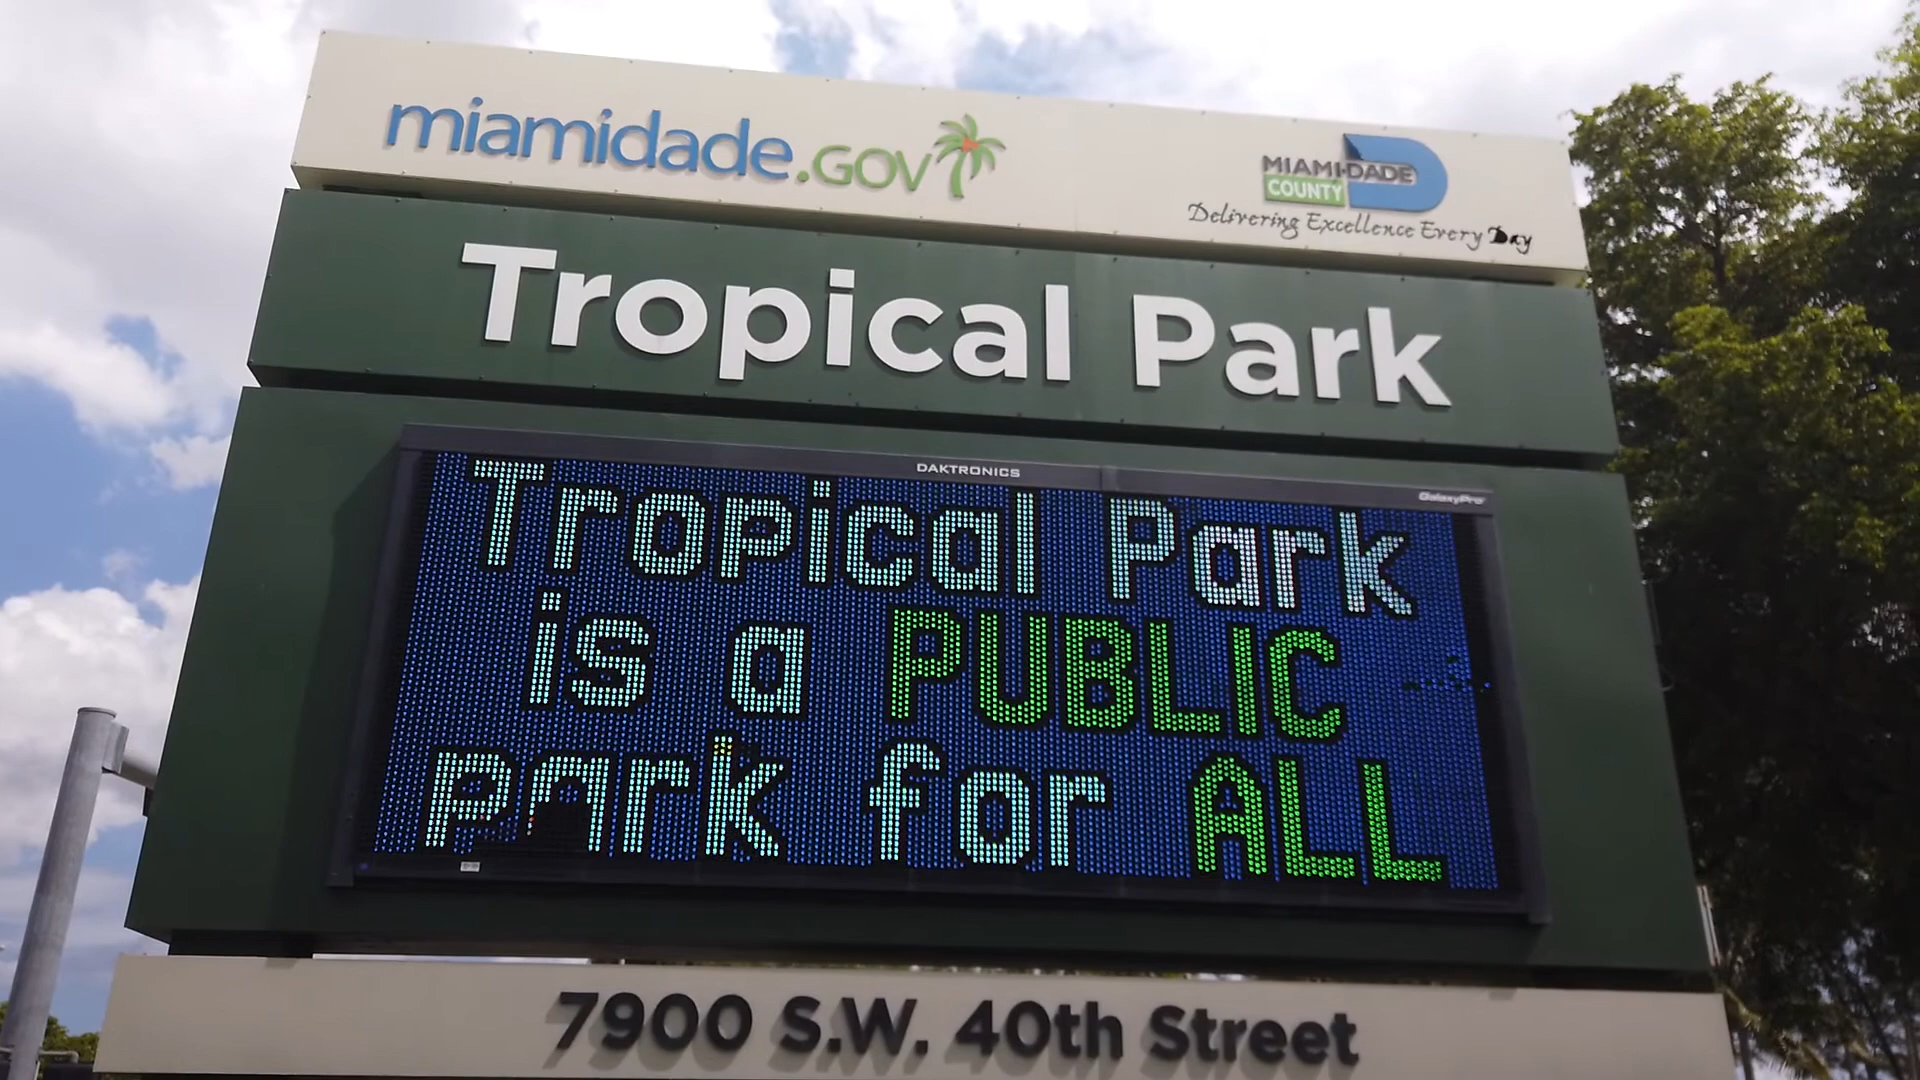 miamidade.GOV
MIAMI-DADE
COUNTY
Delivering Excellence Every Day
Tropical Park
DAKTRONICS
GalaxyPro
Tropical Park
is a PUBLIC
park for ALL
7900 S.W. 40th Street